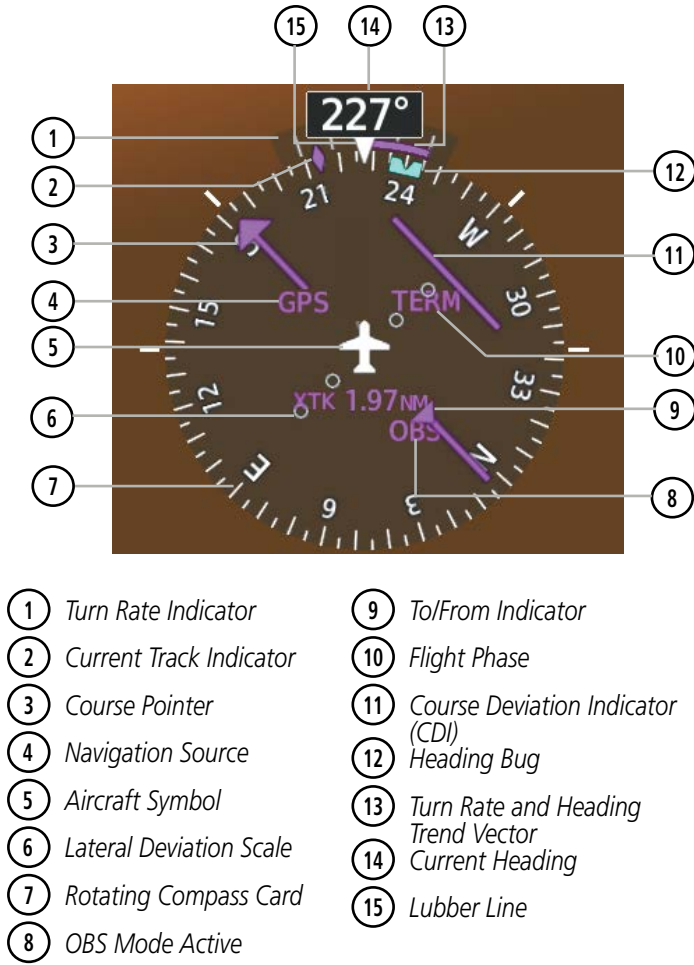 15 14 13
227°
1
2
12
21 24
W
3
S
11
4 GPS TERM
15 30
5
10
12 33
6 XTK 1.97NM
9
OBS
7 E N
8
6 3
1 Turn Rate Indicator
2 Current Track Indicator
3 Course Pointer
4 Navigation Source
5 Aircraft Symbol
6 Lateral Deviation Scale
7 Rotating Compass Card
8 OBS Mode Active
9 To/From Indicator
10 Flight Phase
11 Course Deviation Indicator
(CDI)
12 Heading Bug
13 Turn Rate and Heading
Trend Vector
14 Current Heading
15 Lubber Line